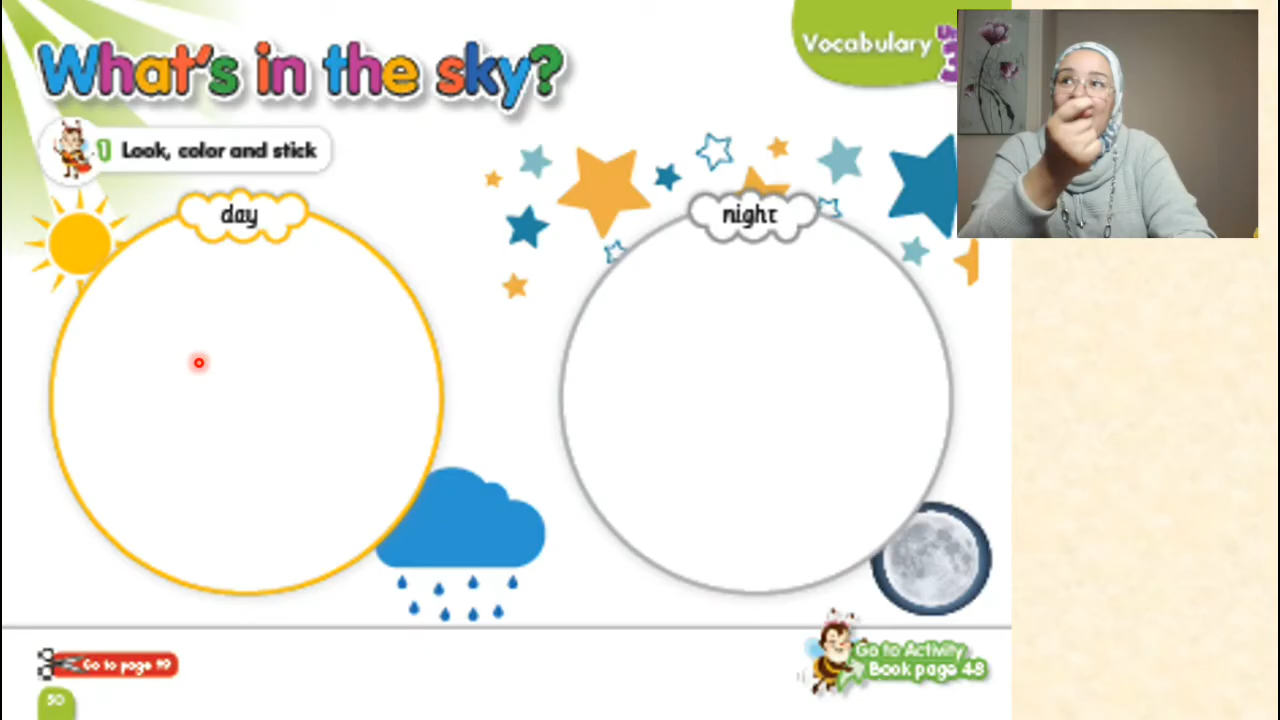 What's in the sky?
Vocabulary
3
1 Look, color and stick
day
night
Go to page
Go to Activity
Book page 48
50